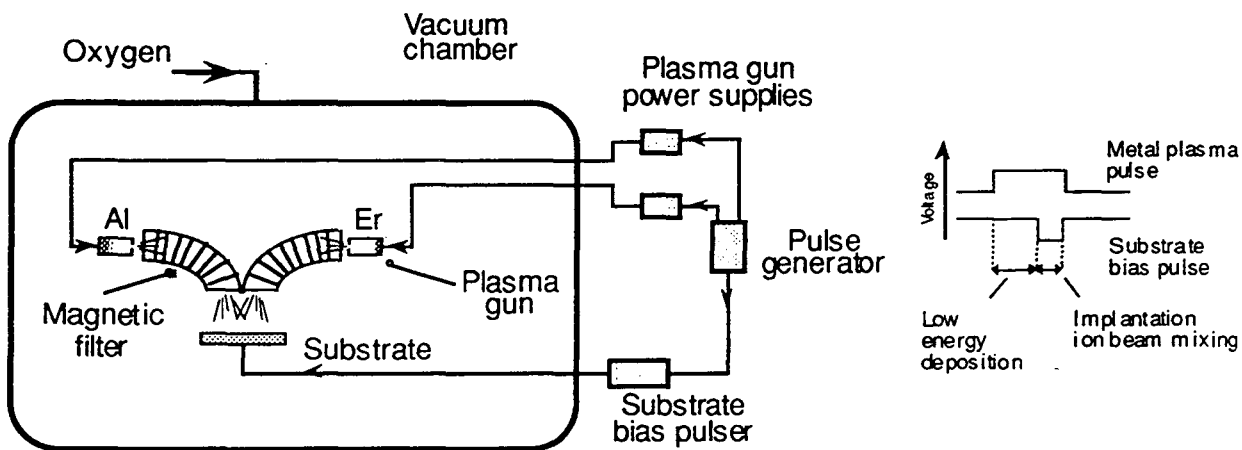 Oxygen
Vacuum
chamber
Plasma gun
power supplies
Al
Er
Magnetic
filter
Plasma
gun
Substrate
Pulse
generator
Substrate
bias pulser
Voltage
Metal plasma
pulse
Substrate
bias pulse
Low
energy
deposition
Implantation
ion beam mixing